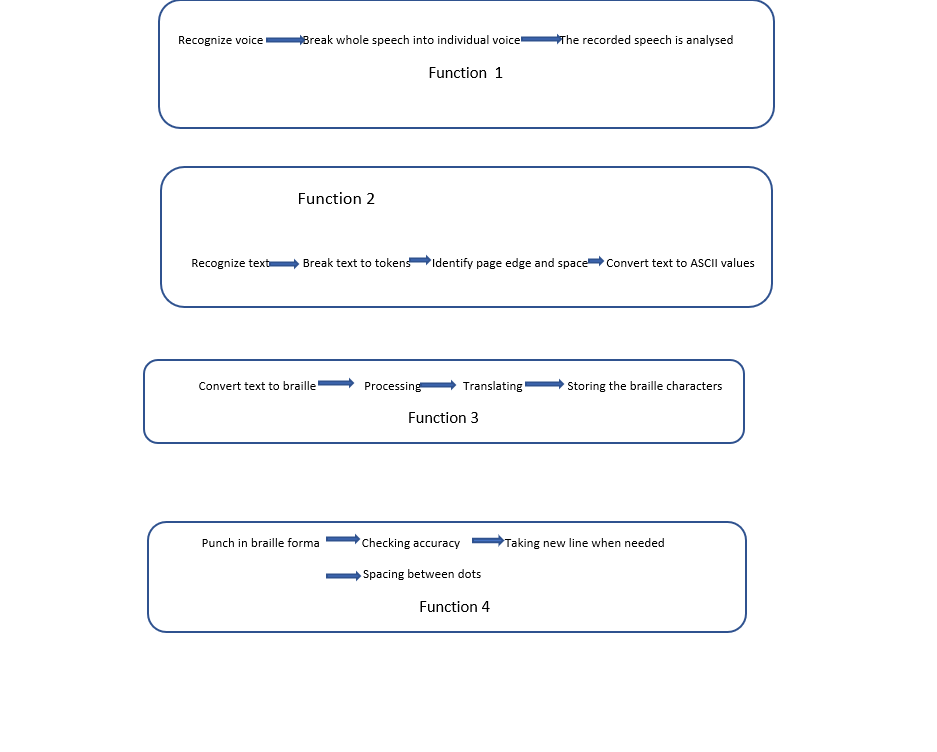 Recognize voice Break whole speech into individual voice The recorded speech is analysed
Function 1
Function 2
Recognize text Break text to tokens Identify page edge and space Convert text to ASCII values
Convert text to braille Processing Translating Storing the braille characters
Function 3
Punch in braille forma Checking accuracy Taking new line when needed
Spacing between dots
Function 4